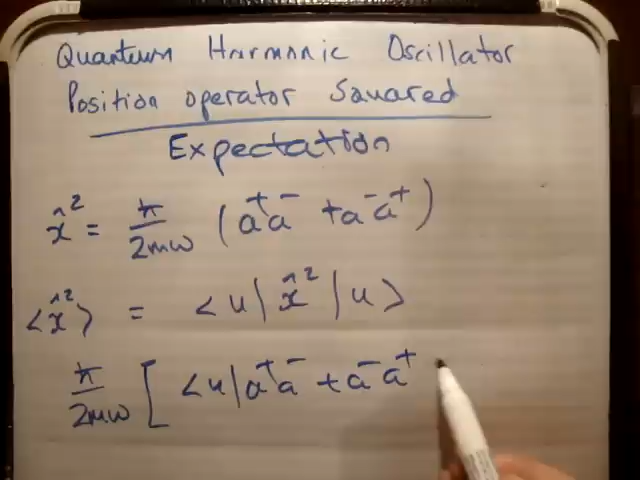 Quantum Harmonic Oscillator
Position operator Squared
Expectation
x̂² = ħ/2mω (a⁺a⁻ + a⁻a⁺)
<x̂²> = <u|x̂²|u>
ħ/2mω [ <u|a⁺a⁻ + a⁻a⁺